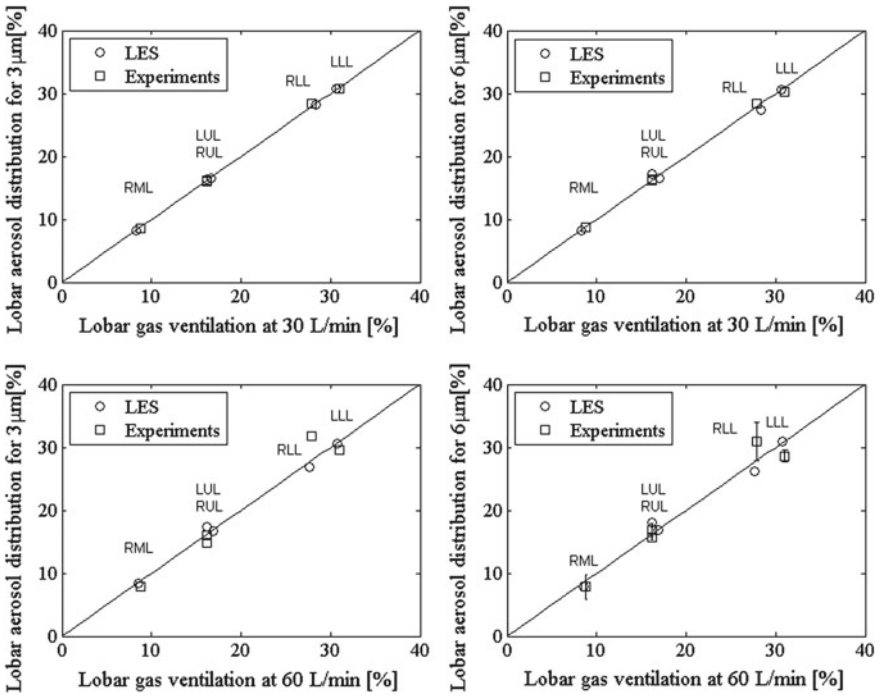 Lobar aerosol distribution for 3μm[%]
40
30
20
10
0
LES
Experiments
LLL
RLL
LUL
RUL
RML
0 10 20 30 40
Lobar gas ventilation at 30 L/min [%]
Lobar aerosol distribution for 6μm[%]
40
30
20
10
0
LES
Experiments
LLL
RLL
LUL
RUL
RML
0 10 20 30 40
Lobar gas ventilation at 30 L/min [%]
Lobar aerosol distribution for 3μm[%]
40
30
20
10
0
LES
Experiments
LLL
RLL
LUL
RUL
RML
0 10 20 30 40
Lobar gas ventilation at 60 L/min [%]
Lobar aerosol distribution for 6μm[%]
40
30
20
10
0
LES
Experiments
RLL LLL
LUL
RUL
RML
0 10 20 30 40
Lobar gas ventilation at 60 L/min [%]